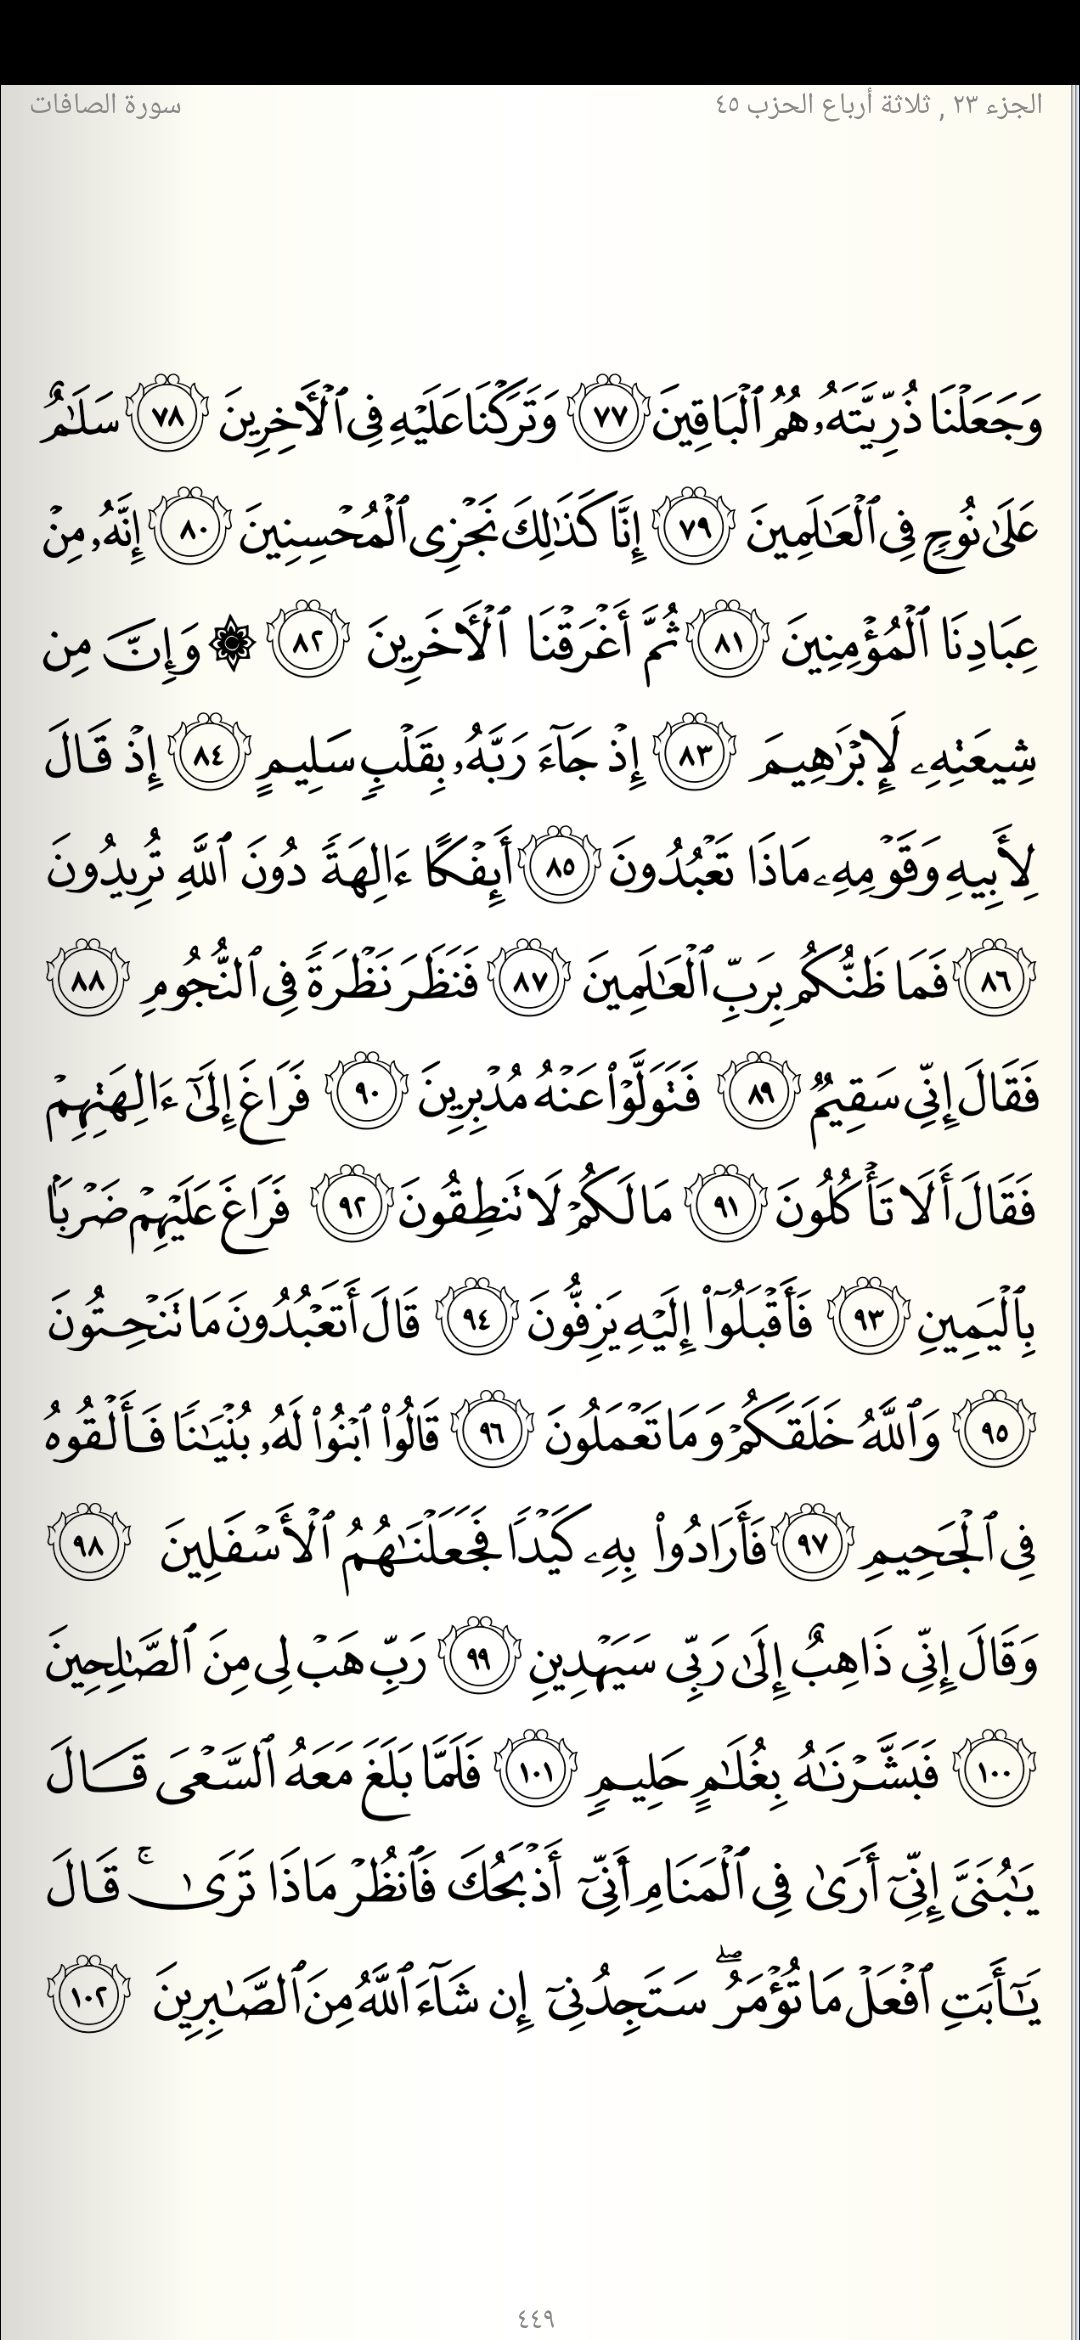 الجزء ٢٣ , ثلاثة أرباع الحزب ٤٥ سورة الصافات
وَجَعَلْنَا ذُرِّيَّتَهُۥ هُمُ ٱلْبَاقِينَ ٧٧ وَتَرَكْنَا عَلَيْهِ فِى ٱلْأَخِرِينَ ٧٨ سَلَٰمٌ
عَلَىٰ نُوحٍ فِى ٱلْعَٰلَمِينَ ٧٩ إِنَّا كَذَٰلِكَ نَجْزِى ٱلْمُحْسِنِينَ ٨٠ إِنَّهُۥ مِنْ
عِبَادِنَا ٱلْمُؤْمِنِينَ ٨١ ثُمَّ أَغْرَقْنَا ٱلْأَخَرِينَ ٨٢ ۞ وَإِنَّ مِن
شِيعَتِهِۦ لَإِبْرَٰهِيمَ ٨٣ إِذْ جَآءَ رَبَّهُۥ بِقَلْبٍ سَلِيمٍ ٨٤ إِذْ قَالَ
لِأَبِيهِ وَقَوْمِهِۦ مَاذَا تَعْبُدُونَ ٨٥ أَئِفْكًا ءَالِهَةً دُونَ ٱللَّهِ تُرِيدُونَ
٨٦ فَمَا ظَنُّكُم بِرَبِّ ٱلْعَٰلَمِينَ ٨٧ فَنَظَرَ نَظْرَةً فِى ٱلنُّجُومِ ٨٨
فَقَالَ إِنِّى سَقِيمٌ ٨٩ فَتَوَلَّوْا۟ عَنْهُ مُدْبِرِينَ ٩٠ فَرَاغَ إِلَىٰٓ ءَالِهَتِهِمْ
فَقَالَ أَلَا تَأْكُلُونَ ٩١ مَا لَكُمْ لَا تَنطِقُونَ ٩٢ فَرَاغَ عَلَيْهِمْ ضَرْبًۢا
بِٱلْيَمِينِ ٩٣ فَأَقْبَلُوٓا۟ إِلَيْهِ يَزِفُّونَ ٩٤ قَالَ أَتَعْبُدُونَ مَا تَنْحِتُونَ
٩٥ وَٱللَّهُ خَلَقَكُمْ وَمَا تَعْمَلُونَ ٩٦ قَالُوا۟ ٱبْنُوا۟ لَهُۥ بُنْيَٰنًا فَأَلْقُوهُ
فِى ٱلْجَحِيمِ ٩٧ فَأَرَادُوا۟ بِهِۦ كَيْدًا فَجَعَلْنَٰهُمُ ٱلْأَسْفَلِينَ ٩٨
وَقَالَ إِنِّى ذَاهِبٌ إِلَىٰ رَبِّى سَيَهْدِينِ ٩٩ رَبِّ هَبْ لِى مِنَ ٱلصَّٰلِحِينَ
١٠٠ فَبَشَّرْنَٰهُ بِغُلَٰمٍ حَلِيمٍ ١٠١ فَلَمَّا بَلَغَ مَعَهُ ٱلسَّعْىَ قَالَ
يَٰبُنَىَّ إِنِّىٓ أَرَىٰ فِى ٱلْمَنَامِ أَنِّىٓ أَذْبَحُكَ فَٱنظُرْ مَاذَا تَرَىٰ ۚ قَالَ
يَٰٓأَبَتِ ٱفْعَلْ مَا تُؤْمَرُ ۖ سَتَجِدُنِىٓ إِن شَآءَ ٱللَّهُ مِنَ ٱلصَّٰبِرِينَ ١٠٢
٤٤٩